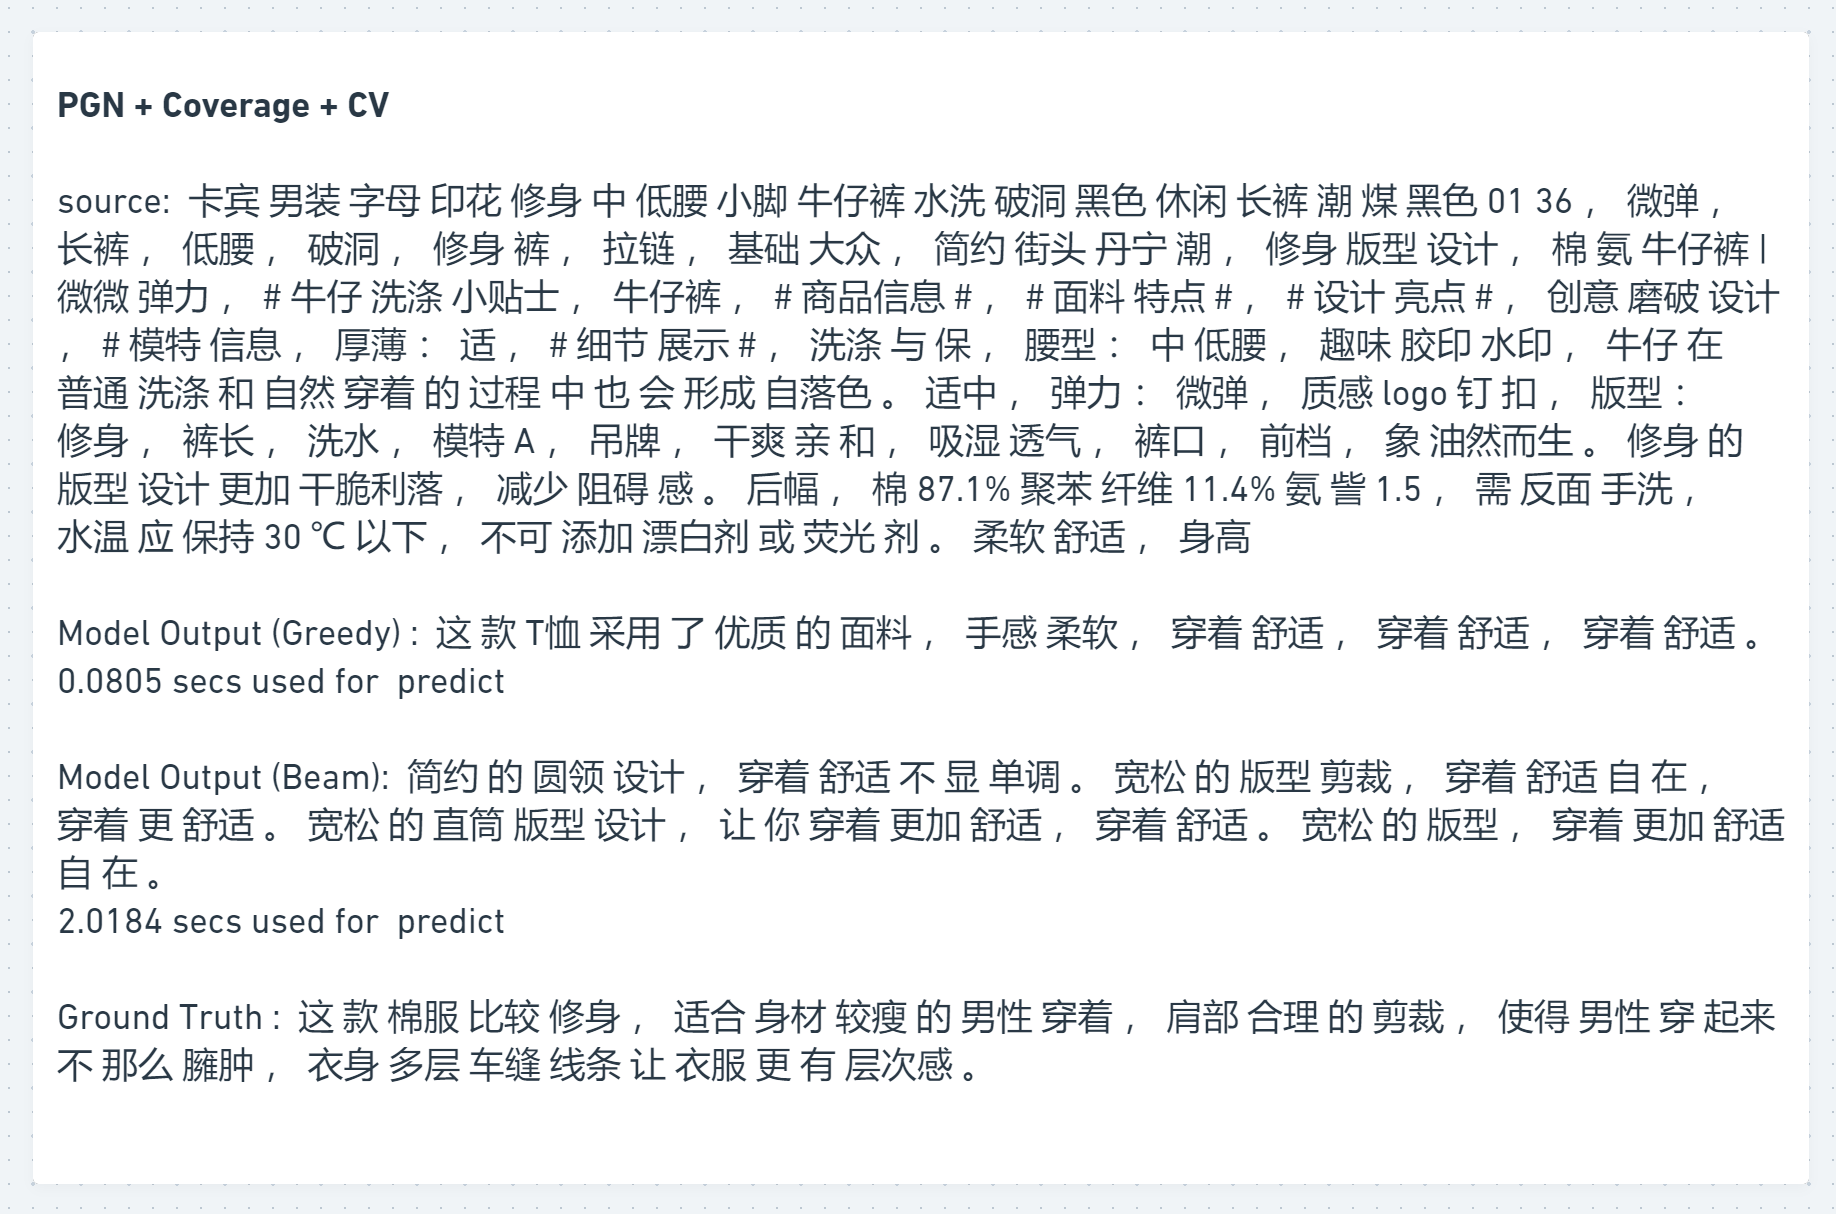 PGN + Coverage + CV
source: 卡宾 男装 字母 印花 修身 中 低腰 小脚 牛仔裤 水洗 破洞 黑色 休闲 长裤 潮 煤 黑色 01 36 ， 微弹 ，
长裤 ， 低腰 ， 破洞 ， 修身 裤 ， 拉链 ， 基础 大众 ， 简约 街头 丹宁 潮 ， 修身 版型 设计 ， 棉 氨 牛仔裤 |
微微 弹力 ， # 牛仔 洗涤 小贴士 ， 牛仔裤 ， # 商品信息 # ， # 面料 特点 # ， # 设计 亮点 # ， 创意 磨破 设计
， # 模特 信息 ， 厚薄 ： 适 ， # 细节 展示 # ， 洗涤 与 保 ， 腰型 ： 中 低腰 ， 趣味 胶印 水印 ， 牛仔 在
普通 洗涤 和 自然 穿着 的 过程 中 也 会 形成 自落色 。 适中 ， 弹力 ： 微弹 ， 质感 logo 钉 扣 ， 版型 ：
修身 ， 裤长 ， 洗水 ， 模特 A ， 吊牌 ， 干爽 亲 和 ， 吸湿 透气 ， 裤口 ， 前档 ， 象 油然而生 。 修身 的
版型 设计 更加 干脆利落 ， 减少 阻碍 感 。 后幅 ， 棉 87.1% 聚苯 纤维 11.4% 氨 訾 1.5 ， 需 反面 手洗 ，
水温 应 保持 30 ℃ 以下 ， 不可 添加 漂白剂 或 荧光 剂 。 柔软 舒适 ， 身高
Model Output (Greedy) : 这 款 T恤 采用 了 优质 的 面料 ， 手感 柔软 ， 穿着 舒适 ， 穿着 舒适 ， 穿着 舒适 。
0.0805 secs used for predict
Model Output (Beam): 简约 的 圆领 设计 ， 穿着 舒适 不 显 单调 。 宽松 的 版型 剪裁 ， 穿着 舒适 自 在 ，
穿着 更 舒适 。 宽松 的 直筒 版型 设计 ， 让 你 穿着 更加 舒适 ， 穿着 舒适 。 宽松 的 版型 ， 穿着 更加 舒适
自 在 。
2.0184 secs used for predict
Ground Truth : 这 款 棉服 比较 修身 ， 适合 身材 较瘦 的 男性 穿着 ， 肩部 合理 的 剪裁 ， 使得 男性 穿 起来
不 那么 臃肿 ， 衣身 多层 车缝 线条 让 衣服 更 有 层次感 。